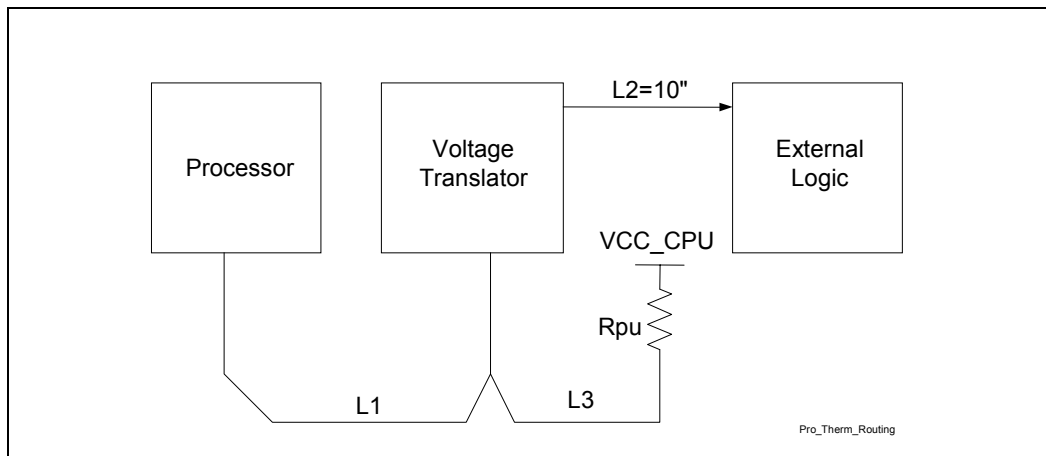 L2=10"
Processor
Voltage
Translator
External
Logic
VCC_CPU
Rpu
L1
L3
Pro_Therm_Routing